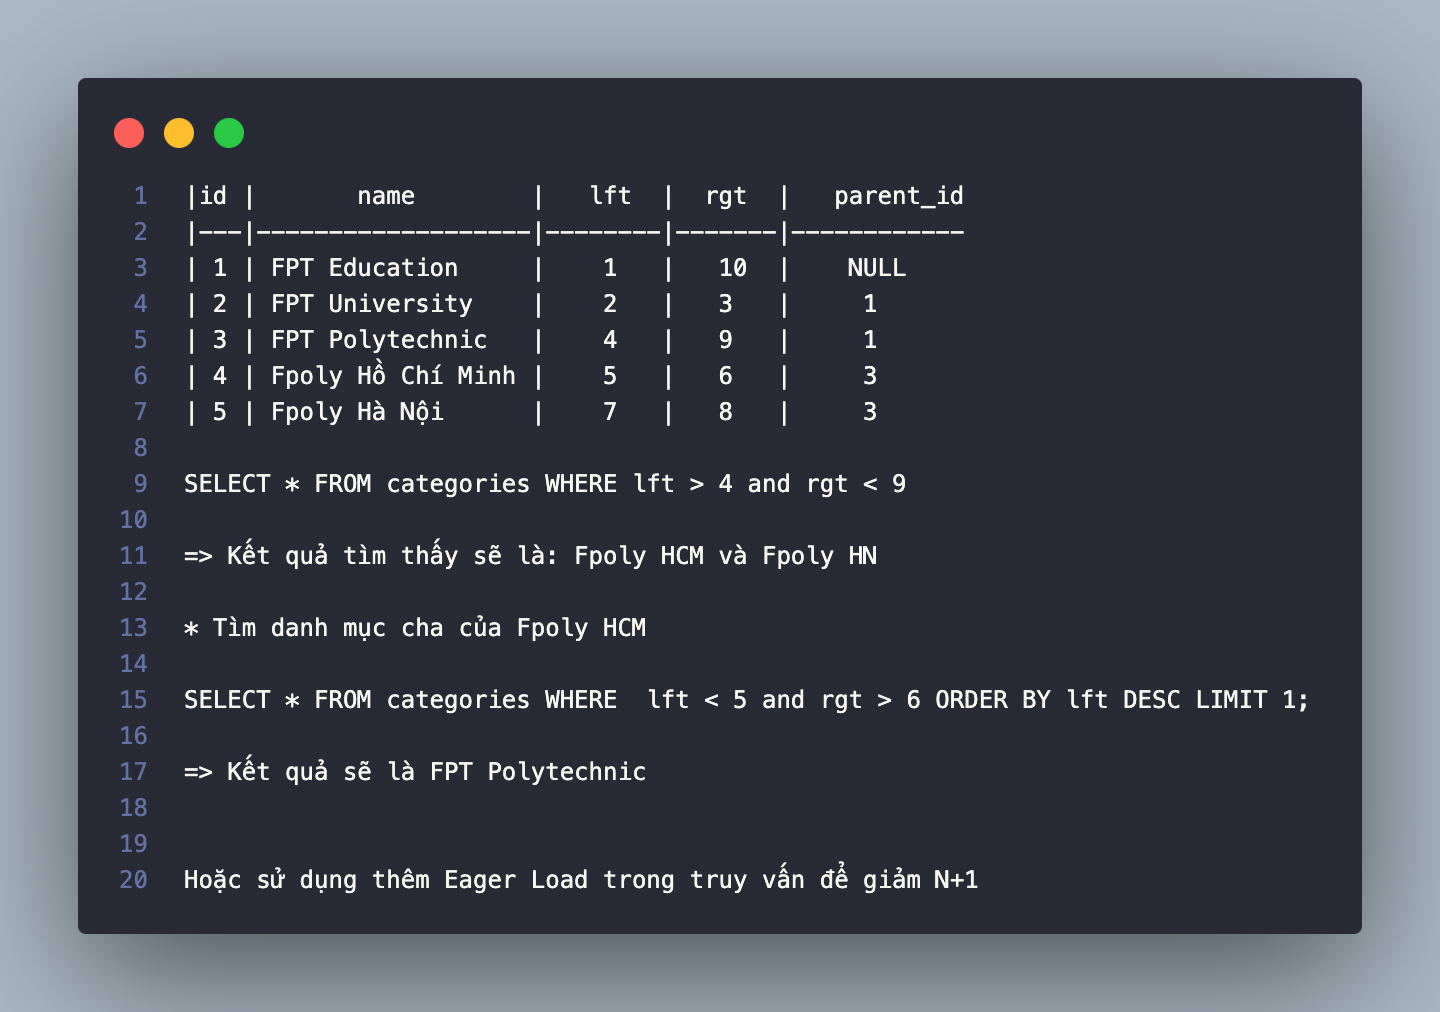 1 |id |       name        |   lft  |  rgt  |   parent_id
2 |---|-------------------|--------|-------|------------
3 | 1 | FPT Education     |    1   |   10  |    NULL
4 | 2 | FPT University    |    2   |   3   |     1
5 | 3 | FPT Polytechnic   |    4   |   9   |     1
6 | 4 | Fpoly Hồ Chí Minh |    5   |   6   |     3
7 | 5 | Fpoly Hà Nội      |    7   |   8   |     3
8
9 SELECT * FROM categories WHERE lft > 4 and rgt < 9
10
11 => Kết quả tìm thấy sẽ là: Fpoly HCM và Fpoly HN
12
13 * Tìm danh mục cha của Fpoly HCM
14
15 SELECT * FROM categories WHERE  lft < 5 and rgt > 6 ORDER BY lft DESC LIMIT 1;
16
17 => Kết quả sẽ là FPT Polytechnic
18
19
20 Hoặc sử dụng thêm Eager Load trong truy vấn để giảm N+1